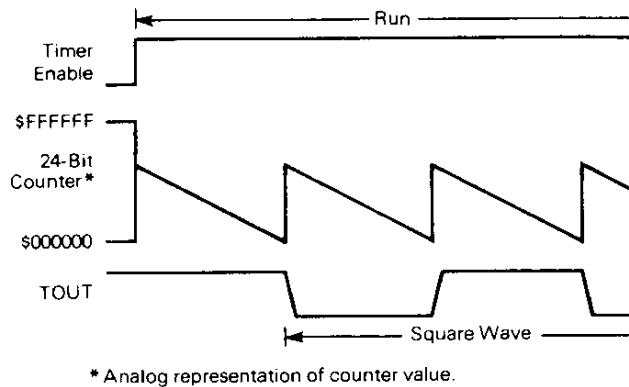 Run
Timer
Enable
$FFFFFF
24-Bit
Counter*
$000000
TOUT
Square Wave
* Analog representation of counter value.